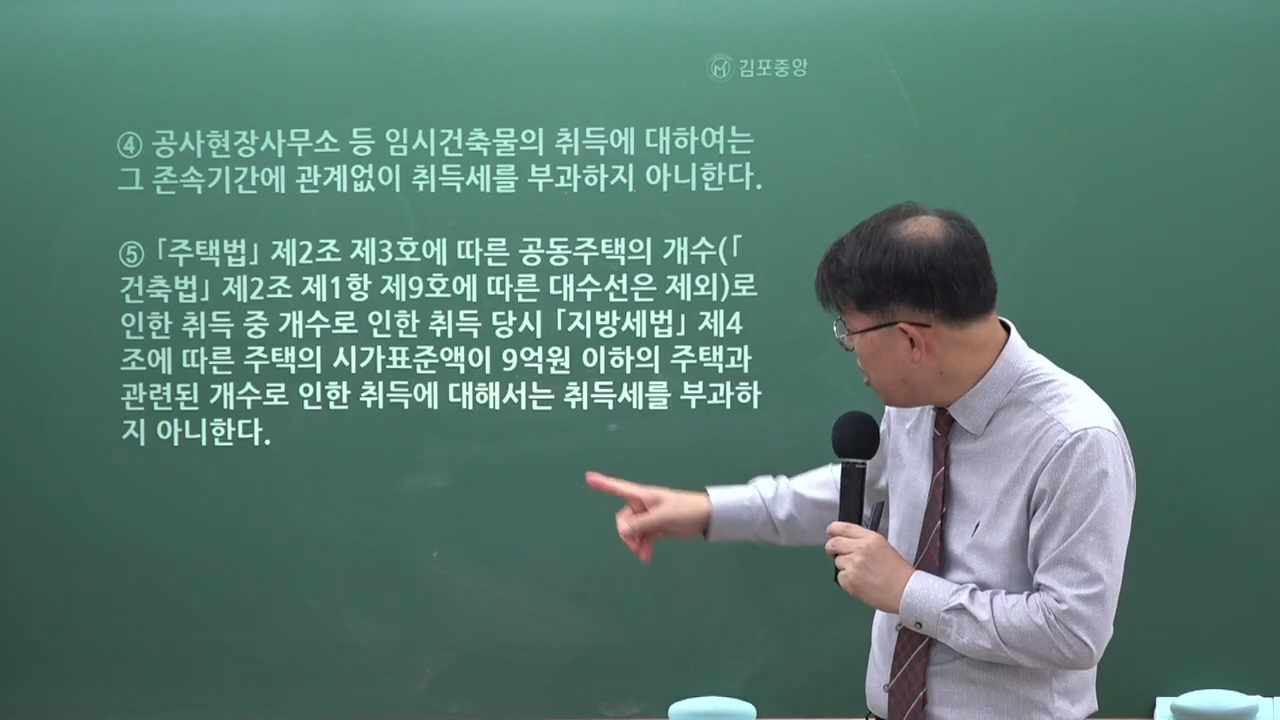 김포중앙
④ 공사현장사무소 등 임시건축물의 취득에 대하여는
그 존속기간에 관계없이 취득세를 부과하지 아니한다.
⑤ 「주택법」 제2조 제3호에 따른 공동주택의 개수(「
건축법」 제2조 제1항 제9호에 따른 대수선은 제외)로
인한 취득 중 개수로 인한 취득 당시 「지방세법」 제4
조에 따른 주택의 시가표준액이 9억원 이하의 주택과
관련된 개수로 인한 취득에 대해서는 취득세를 부과하
지 아니한다.